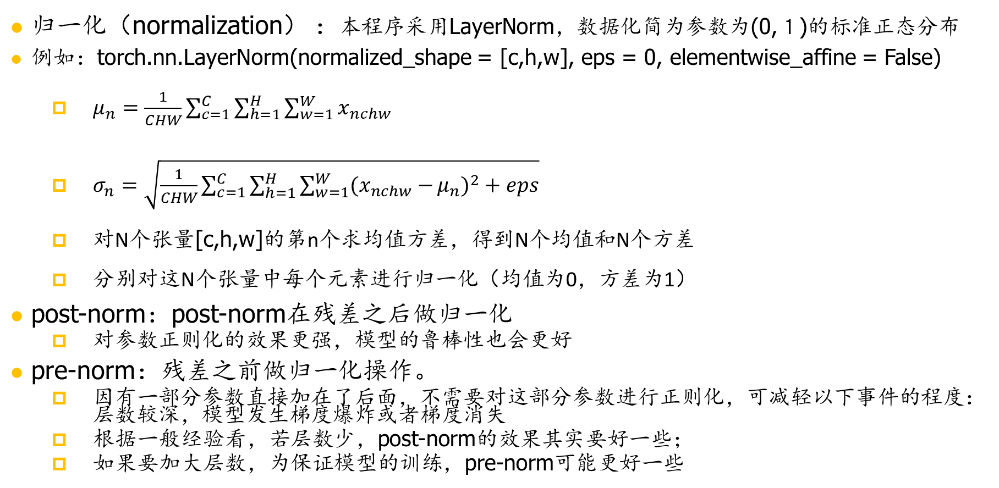 归一化（normalization）：本程序采用LayerNorm，数据化简为参数为(0, 1 )的标准正态分布
例如：torch.nn.LayerNorm(normalized_shape = [c,h,w], eps = 0, elementwise_affine = False)
μ_n = \frac{1}{CHW} ∑_{c=1}^{C} ∑_{h=1}^{H} ∑_{w=1}^{W} x_{nchw}
σ_n = \sqrt{\frac{1}{CHW} ∑_{c=1}^{C} ∑_{h=1}^{H} ∑_{w=1}^{W} (x_{nchw} − μ_n)^2 + eps}
对N个张量[c,h,w]的第n个求均值方差，得到N个均值和N个方差
分别对这N个张量中每个元素进行归一化（均值为0，方差为1）
post-norm：post-norm在残差之后做归一化
对参数正则化的效果更强，模型的鲁棒性也会更好
pre-norm：残差之前做归一化操作。
因有一部分参数直接加在了后面，不需要对这部分参数进行正则化，可减轻以下事件的程度：
层数较深，模型发生梯度爆炸或者梯度消失
根据一般经验看，若层数少，post-norm的效果其实要好一些；
如果要加大层数，为保证模型的训练，pre-norm可能更好一些